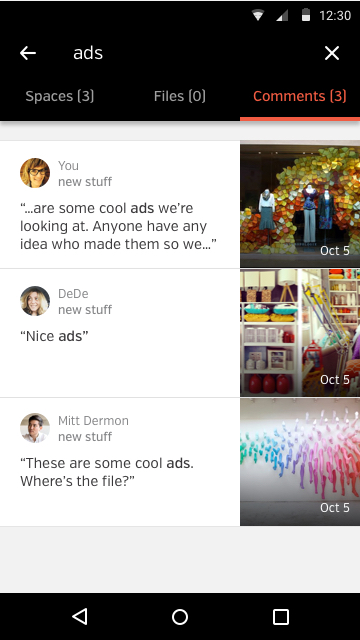 12:30
ads
Spaces (3)
Files (0)
Comments (3)
You
new stuff
“...are some cool ads we’re
looking at. Anyone have any
idea who made them so we...”
Oct 5
DeDe
new stuff
“Nice ads”
Oct 5
Mitt Dermon
new stuff
“These are some cool ads.
Where’s the file?”
Oct 5